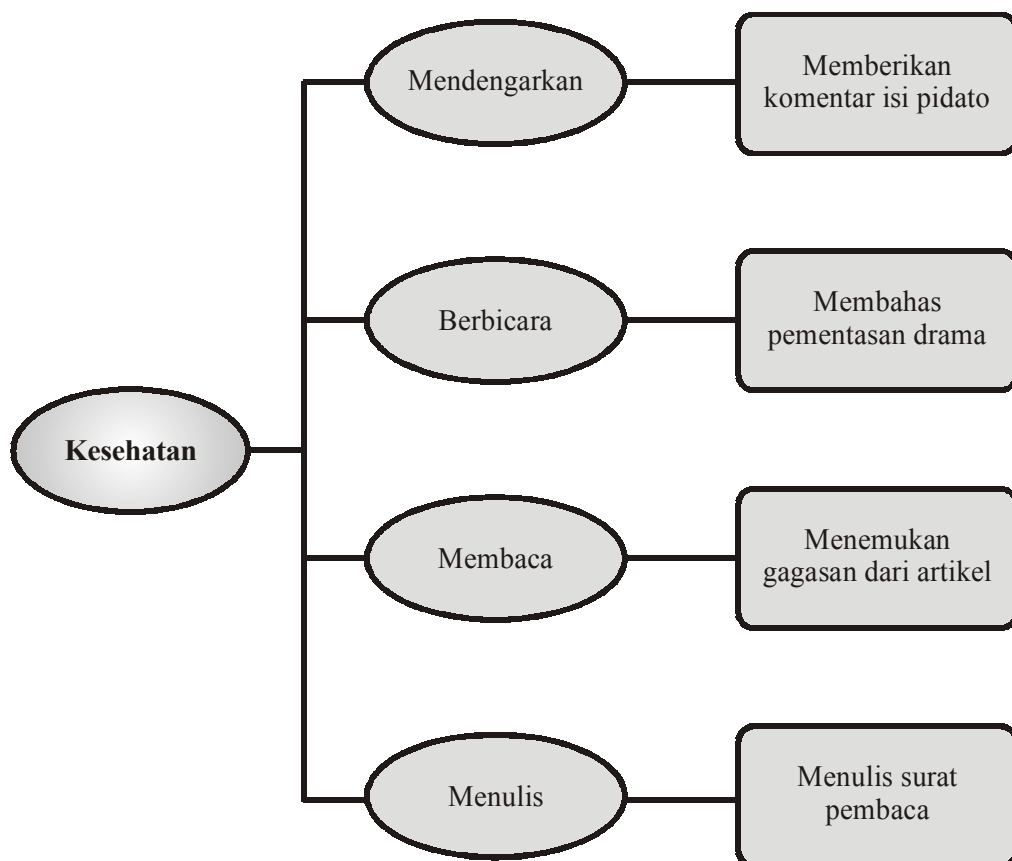 Mendengarkan
Memberikan
komentar isi pidato
Berbicara
Membahas
pementasan drama
Kesehatan
Membaca
Menemukan
gagasan dari artikel
Menulis
Menulis surat
pembaca